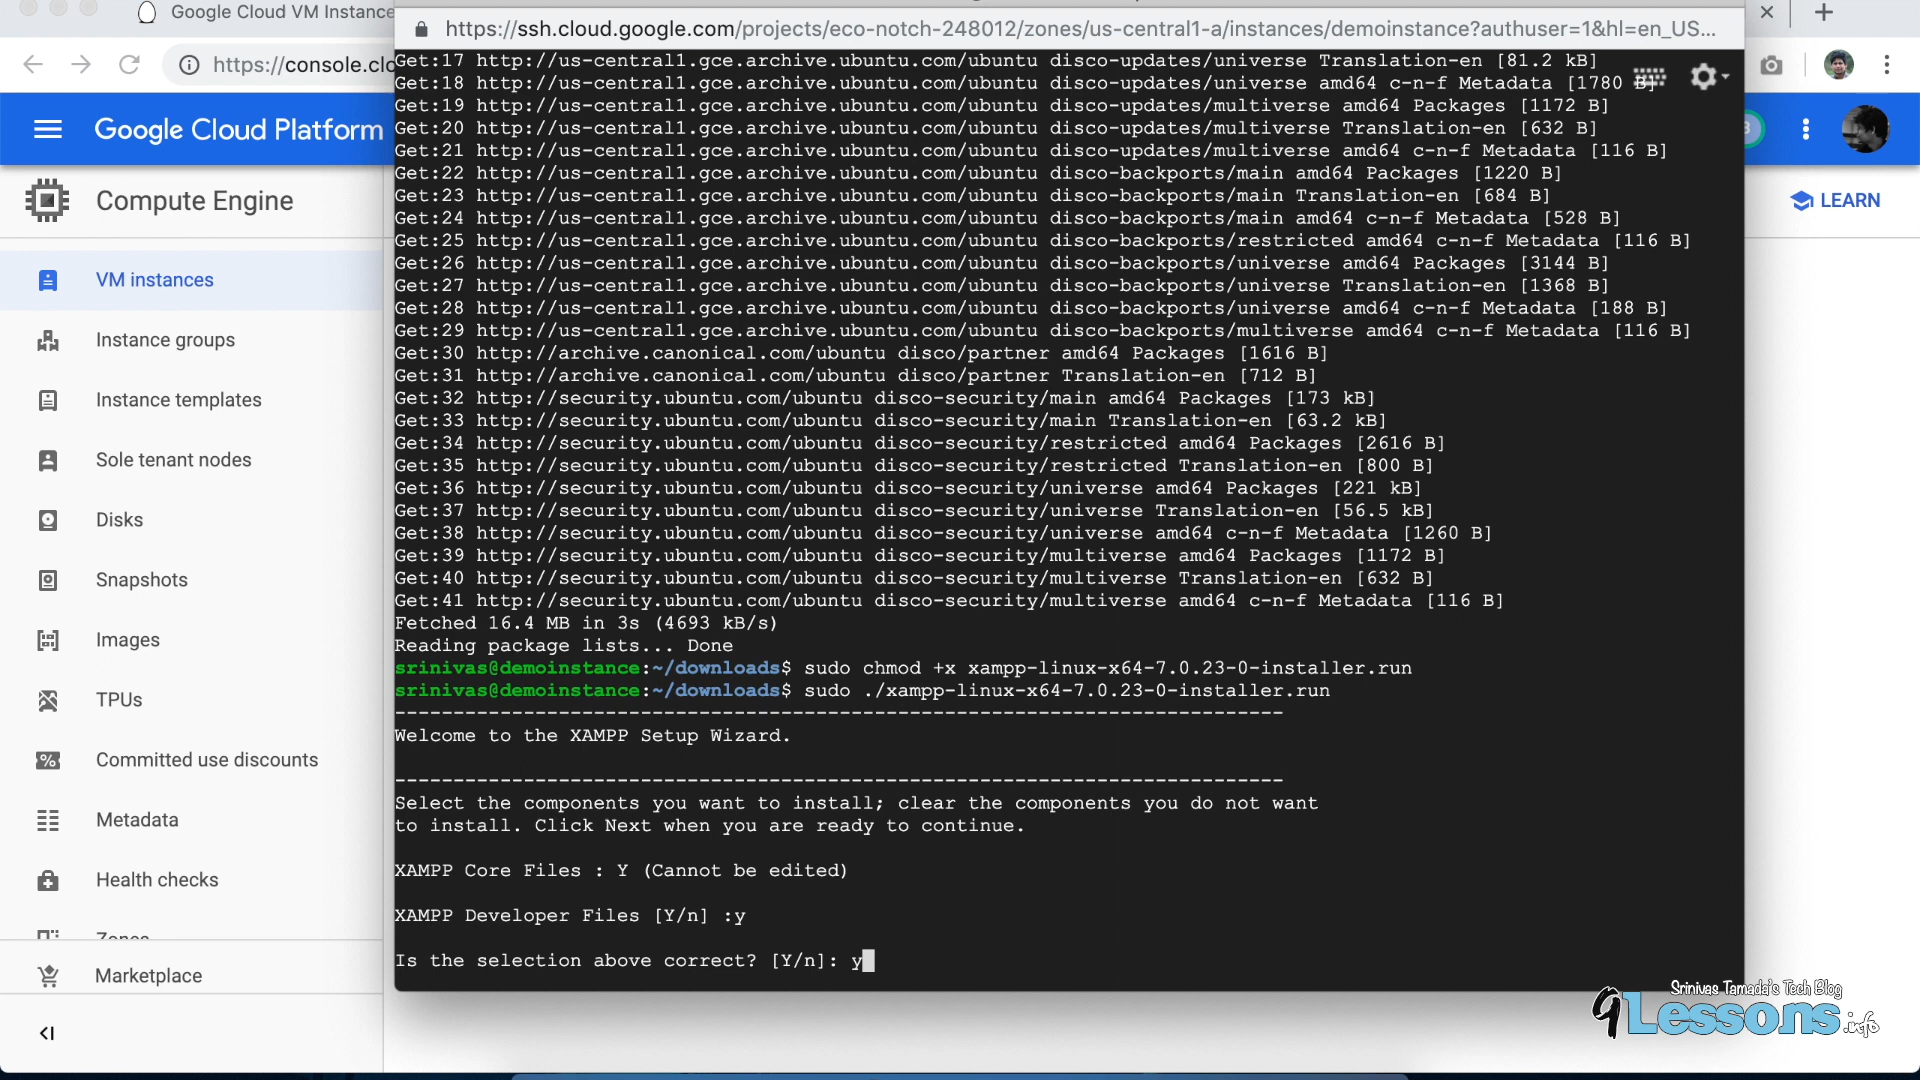 Google Cloud VM Instance
https://console.clo
https://ssh.cloud.google.com/projects/eco-notch-248012/zones/us-central1-a/instances/demoinstance?authuser=1&hl=en_US...
Google Cloud Platform
Compute Engine
LEARN
VM instances
Instance groups
Instance templates
Sole tenant nodes
Disks
Snapshots
Images
TPUs
Committed use discounts
Metadata
Health checks
Zones
Marketplace
Get:17 http://us-central1.gce.archive.ubuntu.com/ubuntu disco-updates/universe Translation-en [81.2 kB]
Get:18 http://us-central1.gce.archive.ubuntu.com/ubuntu disco-updates/universe amd64 c-n-f Metadata [1780 B]
Get:19 http://us-central1.gce.archive.ubuntu.com/ubuntu disco-updates/multiverse amd64 Packages [1172 B]
Get:20 http://us-central1.gce.archive.ubuntu.com/ubuntu disco-updates/multiverse Translation-en [632 B]
Get:21 http://us-central1.gce.archive.ubuntu.com/ubuntu disco-updates/multiverse amd64 c-n-f Metadata [116 B]
Get:22 http://us-central1.gce.archive.ubuntu.com/ubuntu disco-backports/main amd64 Packages [1220 B]
Get:23 http://us-central1.gce.archive.ubuntu.com/ubuntu disco-backports/main Translation-en [684 B]
Get:24 http://us-central1.gce.archive.ubuntu.com/ubuntu disco-backports/main amd64 c-n-f Metadata [528 B]
Get:25 http://us-central1.gce.archive.ubuntu.com/ubuntu disco-backports/restricted amd64 c-n-f Metadata [116 B]
Get:26 http://us-central1.gce.archive.ubuntu.com/ubuntu disco-backports/universe amd64 Packages [3144 B]
Get:27 http://us-central1.gce.archive.ubuntu.com/ubuntu disco-backports/universe Translation-en [1368 B]
Get:28 http://us-central1.gce.archive.ubuntu.com/ubuntu disco-backports/universe amd64 c-n-f Metadata [188 B]
Get:29 http://us-central1.gce.archive.ubuntu.com/ubuntu disco-backports/multiverse amd64 c-n-f Metadata [116 B]
Get:30 http://archive.canonical.com/ubuntu disco/partner amd64 Packages [1616 B]
Get:31 http://archive.canonical.com/ubuntu disco/partner Translation-en [712 B]
Get:32 http://security.ubuntu.com/ubuntu disco-security/main amd64 Packages [173 kB]
Get:33 http://security.ubuntu.com/ubuntu disco-security/main Translation-en [63.2 kB]
Get:34 http://security.ubuntu.com/ubuntu disco-security/restricted amd64 Packages [2616 B]
Get:35 http://security.ubuntu.com/ubuntu disco-security/restricted Translation-en [800 B]
Get:36 http://security.ubuntu.com/ubuntu disco-security/universe amd64 Packages [221 kB]
Get:37 http://security.ubuntu.com/ubuntu disco-security/universe Translation-en [56.5 kB]
Get:38 http://security.ubuntu.com/ubuntu disco-security/universe amd64 c-n-f Metadata [1260 B]
Get:39 http://security.ubuntu.com/ubuntu disco-security/multiverse amd64 Packages [1172 B]
Get:40 http://security.ubuntu.com/ubuntu disco-security/multiverse Translation-en [632 B]
Get:41 http://security.ubuntu.com/ubuntu disco-security/multiverse amd64 c-n-f Metadata [116 B]
Fetched 16.4 MB in 3s (4693 kB/s)
Reading package lists... Done
srinivas@demoinstance:~/downloads$ sudo chmod +x xampp-linux-x64-7.0.23-0-installer.run
srinivas@demoinstance:~/downloads$ sudo ./xampp-linux-x64-7.0.23-0-installer.run
----------------------------------------------------------------------------
Welcome to the XAMPP Setup Wizard.
----------------------------------------------------------------------------
Select the components you want to install; clear the components you do not want
to install. Click Next when you are ready to continue.
XAMPP Core Files : Y (Cannot be edited)
XAMPP Developer Files [Y/n] :y
Is the selection above correct? [Y/n]: y
Srinivas Tamada's Tech Blog
9Lessons.info